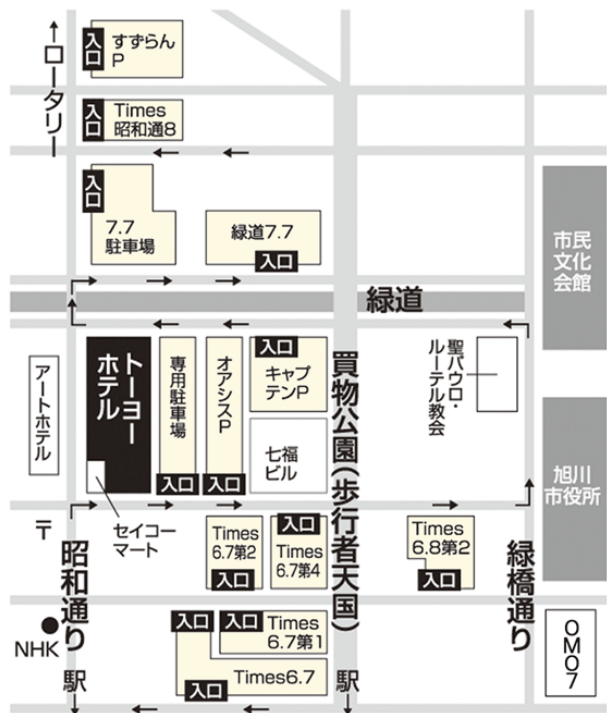 ↑ロータリー
入口
すずらん
P
入口
Times
昭和通8
入口
7.7
駐車場
緑道7.7
入口
市民
文化
会館
緑道
アートホテル
トーヨー
ホテル
専用駐車場
入口
オアシスP
入口
入口
キャプ
テンP
七福
ビル
買物公園(歩行者天国)
聖パウロ・
ルーテル教会
旭川
市役所
セイコー
マート
〒
昭和通り
Times
6.7第2
入口
入口
Times
6.7第4
Times
6.8第2
入口
緑橋通り
NHK
入口
入口
Times
6.7第1
Times6.7
入口
OMO7
駅
駅